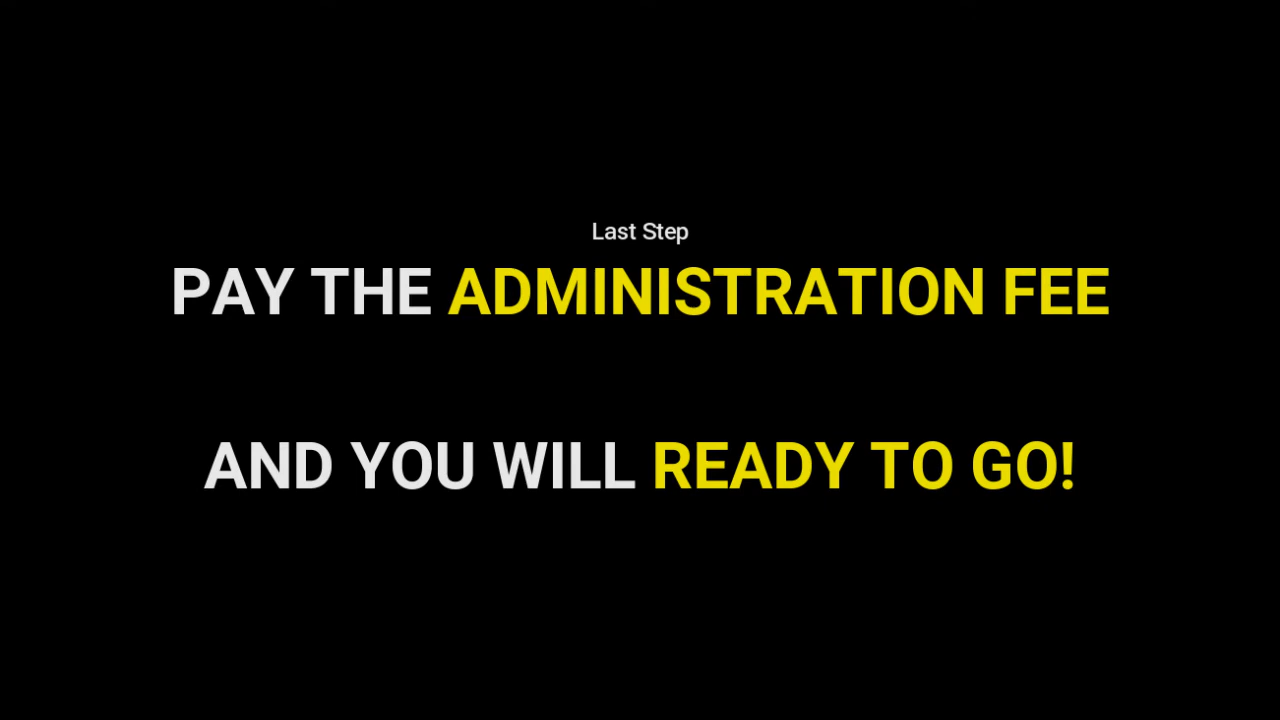 Last Step
PAY THE ADMINISTRATION FEE
AND YOU WILL READY TO GO!